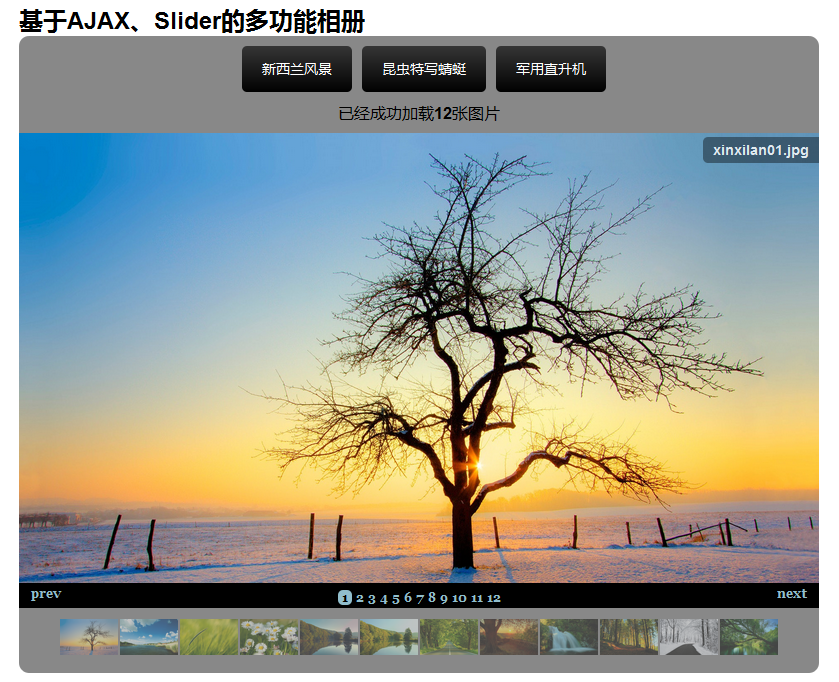 基于AJAX、Slider的多功能相册
新西兰风景 昆虫特写蜻蜓 军用直升机
已经成功加载12张图片
xinxilan01.jpg
prev 1 2 3 4 5 6 7 8 9 10 11 12 next